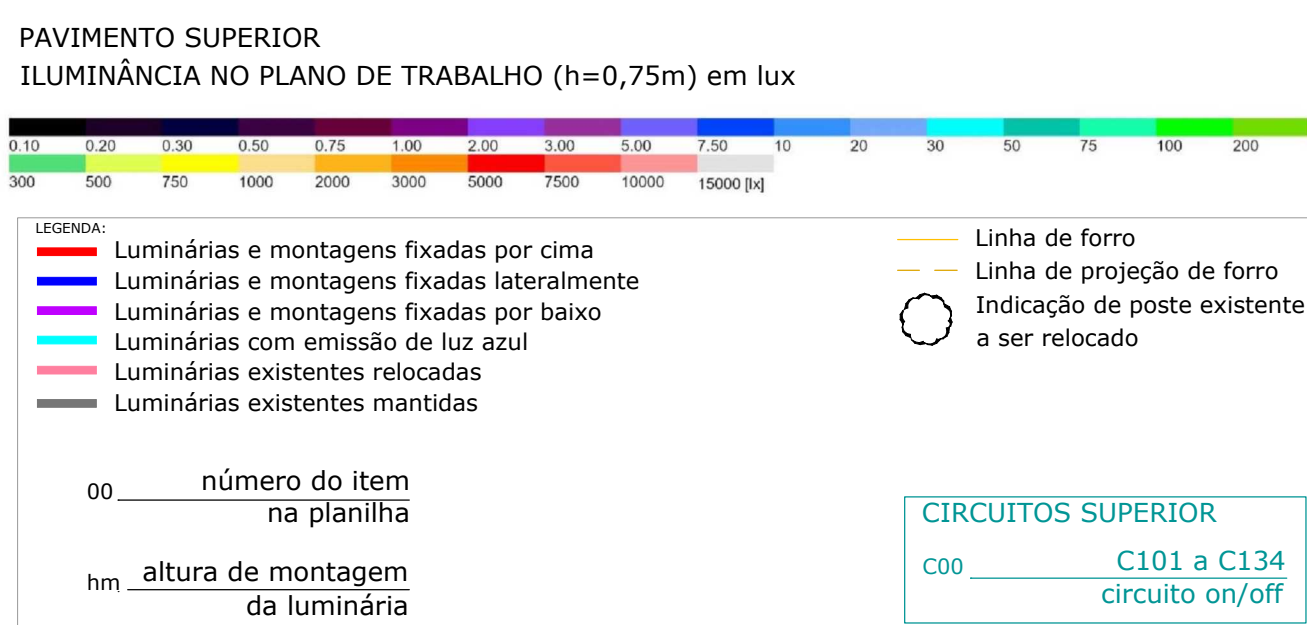 PAVIMENTO SUPERIOR
ILUMINÂNCIA NO PLANO DE TRABALHO (h=0,75m) em lux
0.10 0.20 0.30 0.50 0.75 1.00 2.00 3.00 5.00 7.50 10 20 30 50 75 100 200
300 500 750 1000 2000 3000 5000 7500 10000 15000 [lx]
LEGENDA:
Luminárias e montagens fixadas por cima
Luminárias e montagens fixadas lateralmente
Luminárias e montagens fixadas por baixo
Luminárias com emissão de luz azul
Luminárias existentes relocadas
Luminárias existentes mantidas
Linha de forro
Linha de projeção de forro
Indicação de poste existente
a ser relocado
00 número do item
na planilha
hm altura de montagem
da luminária
CIRCUITOS SUPERIOR
C00 C101 a C134
circuito on/off